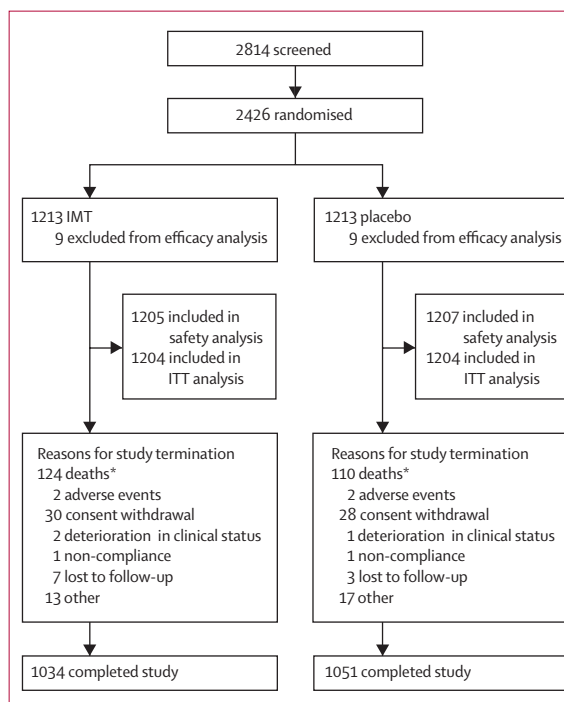 2814 screened
2426 randomised
1213 IMT
9 excluded from efficacy analysis
1213 placebo
9 excluded from efficacy analysis
1205 included in
safety analysis
1204 included in
ITT analysis
1207 included in
safety analysis
1204 included in
ITT analysis
Reasons for study termination
124 deaths*
2 adverse events
30 consent withdrawal
2 deterioration in clinical status
1 non-compliance
7 lost to follow-up
13 other
Reasons for study termination
110 deaths*
2 adverse events
28 consent withdrawal
1 deterioration in clinical status
1 non-compliance
3 lost to follow-up
17 other
1034 completed study
1051 completed study